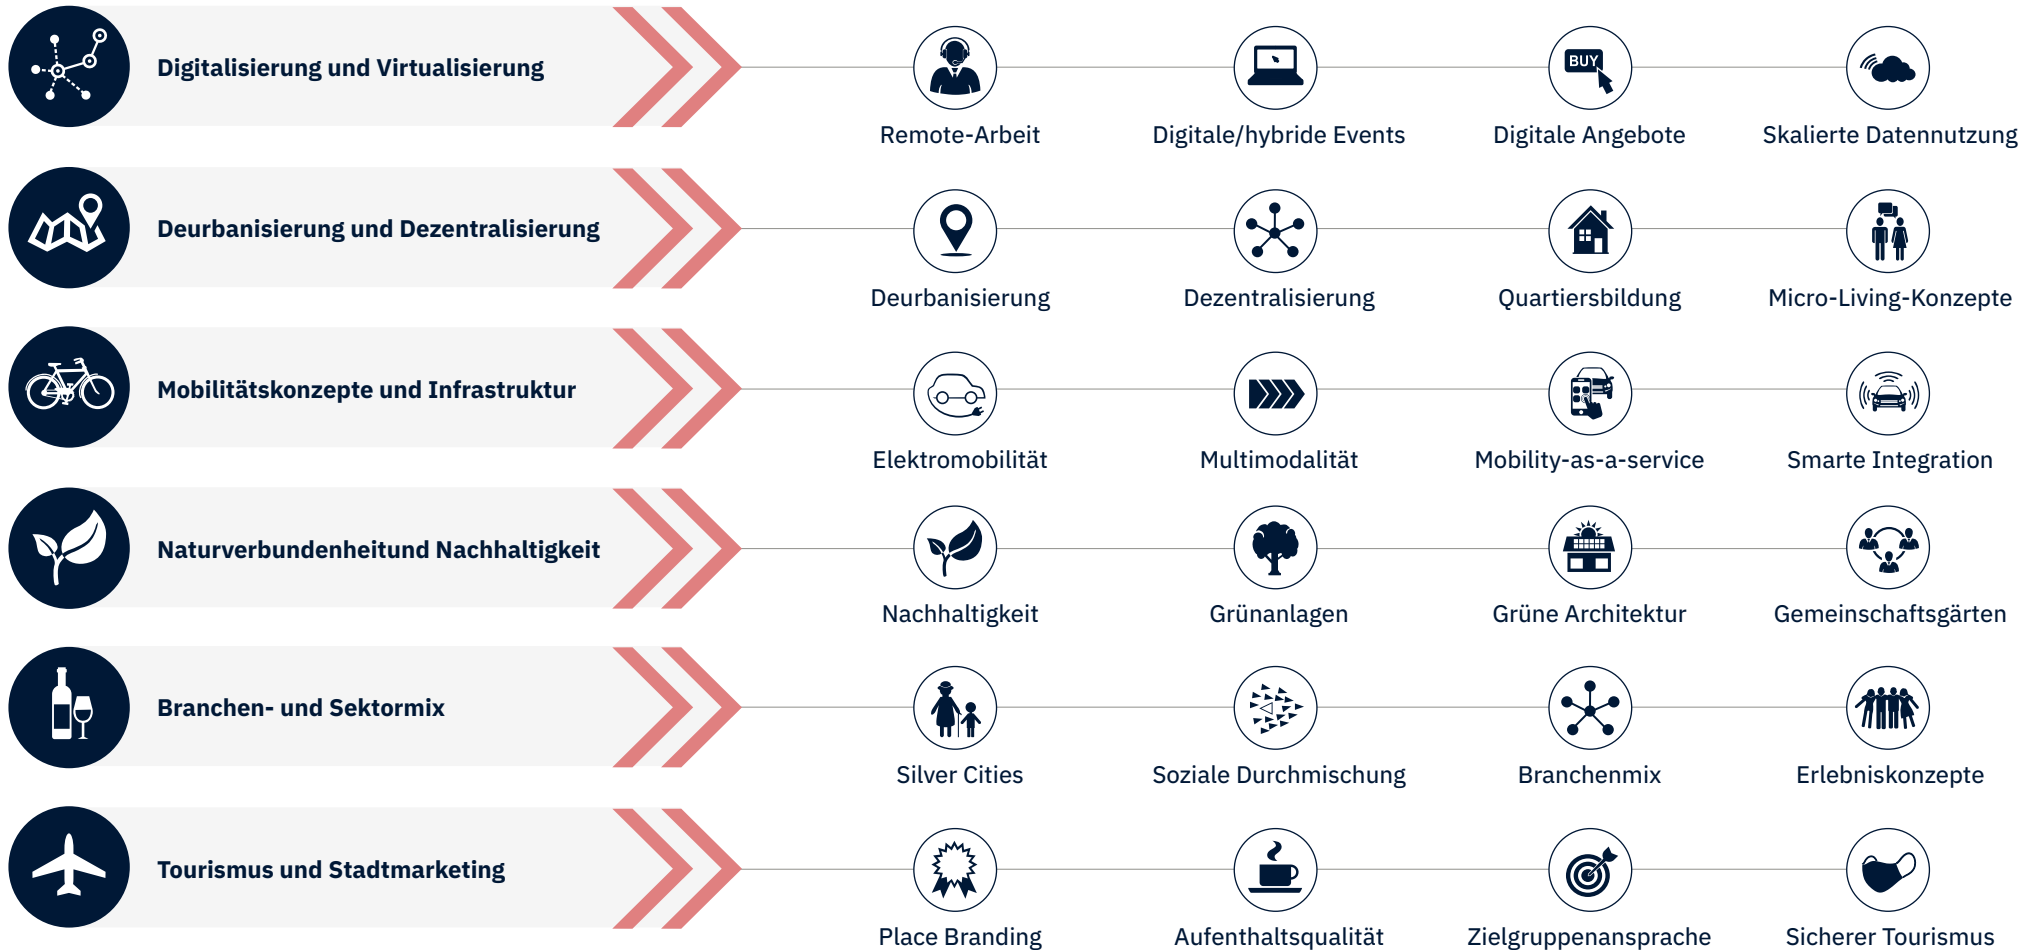 Digitalisierung und Virtualisierung
BUY
Remote-Arbeit
Digitale/hybride Events
Digitale Angebote
Skalierte Datennutzung
Deurbanisierung und Dezentralisierung
Deurbanisierung
Dezentralisierung
Quartiersbildung
Micro-Living-Konzepte
Mobilitätskonzepte und Infrastruktur
Elektromobilität
Multimodalität
Mobility-as-a-service
Smarte Integration
Naturverbundenheitund Nachhaltigkeit
Nachhaltigkeit
Grünanlagen
Grüne Architektur
Gemeinschaftsgärten
Branchen- und Sektormix
Silver Cities
Soziale Durchmischung
Branchenmix
Erlebniskonzepte
Tourismus und Stadtmarketing
Place Branding
Aufenthaltsqualität
Zielgruppenansprache
Sicherer Tourismus